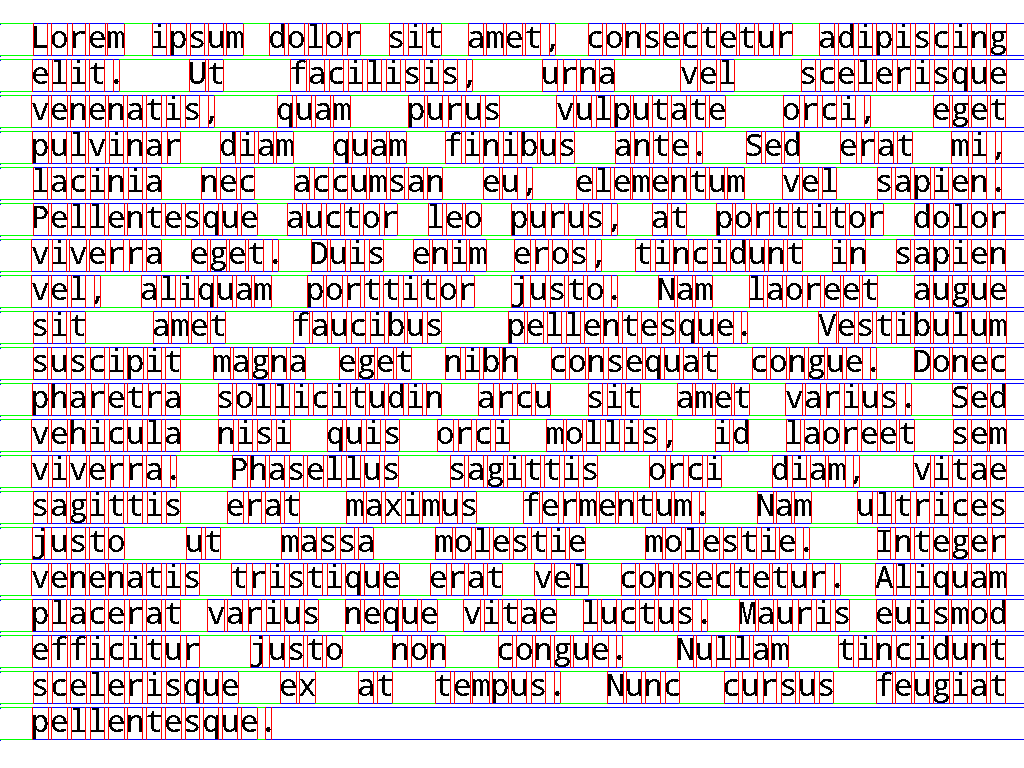 Lorem ipsum dolor sit amet, consectetur adipiscing
elit. Ut facilisis, urna vel scelerisque
venenatis, quam purus vulputate orci, eget
pulvinar diam quam finibus ante. Sed erat mi,
lacinia nec accumsan eu, elementum vel sapien.
Pellentesque auctor leo purus, at porttitor dolor
viverra eget. Duis enim eros, tincidunt in sapien
vel, aliquam porttitor justo. Nam laoreet augue
sit amet faucibus pellentesque. Vestibulum
suscipit magna eget nibh consequat congue. Donec
pharetra sollicitudin arcu sit amet varius. Sed
vehicula nisi quis orci mollis, id laoreet sem
viverra. Phasellus sagittis orci diam, vitae
sagittis erat maximus fermentum. Nam ultrices
justo ut massa molestie molestie. Integer
venenatis tristique erat vel consectetur. Aliquam
placerat varius neque vitae luctus. Mauris euismod
efficitur justo non congue. Nullam tincidunt
scelerisque ex at tempus. Nunc cursus feugiat
pellentesque.